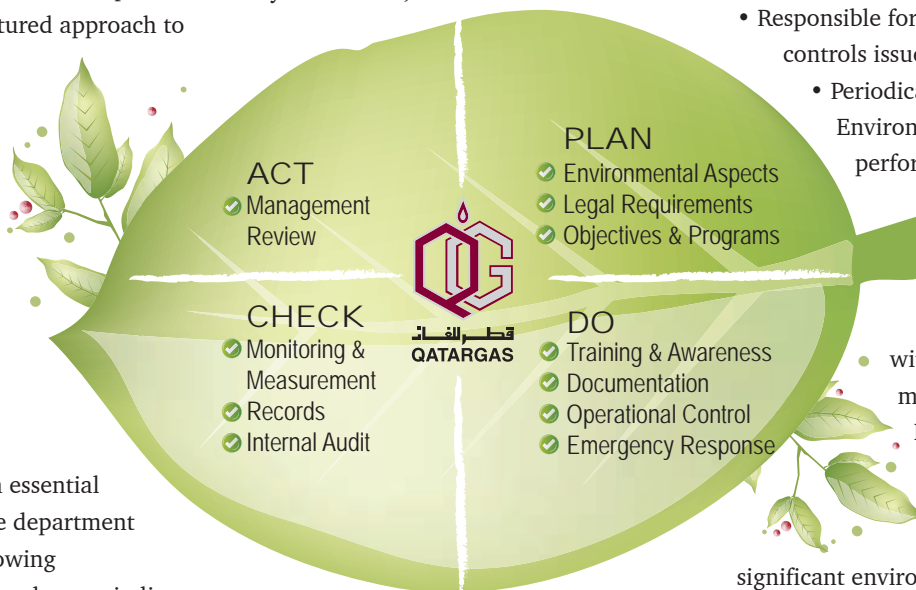 tured approach to
• Responsible for
controls issue
• Periodica
Environ
perfor
ACT
Management
Review
PLAN
Environmental Aspects
Legal Requirements
Objectives & Programs
QG
قطر للغاز
QATARGAS
CHECK
Monitoring &
Measurement
Records
Internal Audit
DO
Training & Awareness
Documentation
Operational Control
Emergency Response
wi
m
essential
e department
owing
significant enviro